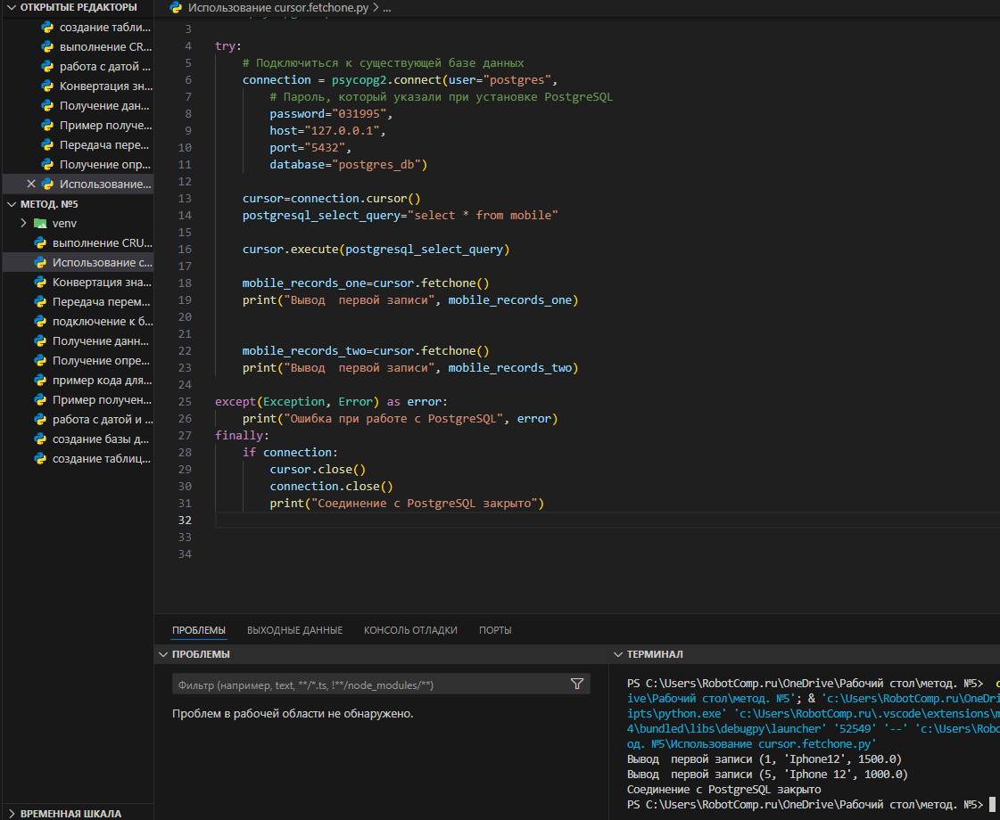 ОТКРЫТЫЕ РЕДАКТОРЫ
создание табли...
выполнение CR...
работа с датой ...
Конвертация зн...
Получение дан...
Пример получе...
Передача пере...
Получение опр...
Использование...
МЕТОД. №5
venv
выполнение CRU...
Использование с...
Конвертация зна...
Передача перем...
подключение к б...
Получение данн...
Получение опре...
пример кода для...
Пример получен...
работа с датой и ...
создание базы д...
создание таблиц...
ВРЕМЕННАЯ ШКАЛА
Использование cursor.fetchone.py > ...
3
4 try:
5 # Подключиться к существующей базе данных
6 connection = psycopg2.connect(user="postgres",
7 # Пароль, который указали при установке PostgreSQL
8 password="031995",
9 host="127.0.0.1",
10 port="5432",
11 database="postgres_db")
12
13 cursor=connection.cursor()
14 postgresql_select_query="select * from mobile"
15
16 cursor.execute(postgresql_select_query)
17
18 mobile_records_one=cursor.fetchone()
19 print("Вывод  первой записи", mobile_records_one)
20
21
22 mobile_records_two=cursor.fetchone()
23 print("Вывод  первой записи", mobile_records_two)
24
25 except(Exception, Error) as error:
26 print("Ошибка при работе с PostgreSQL", error)
27 finally:
28 if connection:
29 cursor.close()
30 connection.close()
31 print("Соединение с PostgreSQL закрыто")
32
33
34
ПРОБЛЕМЫ ВЫХОДНЫЕ ДАННЫЕ КОНСОЛЬ ОТЛАДКИ ПОРТЫ
ПРОБЛЕМЫ
Фильтр (например, text, **/*.ts, !**/node_modules/**)
Проблем в рабочей области не обнаружено.
ТЕРМИНАЛ
PS C:\Users\RobotComp.ru\OneDrive\Рабочий стол\метод. №5>
ive\Рабочий стол\метод. №5'; & 'c:\Users\RobotComp.ru\OneDri
ipts\python.exe' 'c:\Users\RobotComp.ru\.vscode\extensions\m
4\bundled\libs\debugpy\launcher' '52549' '--' 'c:\Users\Robo
од. №5\Использование cursor.fetchone.py'
Вывод  первой записи (1, 'Iphone12', 1500.0)
Вывод  первой записи (5, 'Iphone 12', 1000.0)
Соединение с PostgreSQL закрыто
PS C:\Users\RobotComp.ru\OneDrive\Рабочий стол\метод. №5>